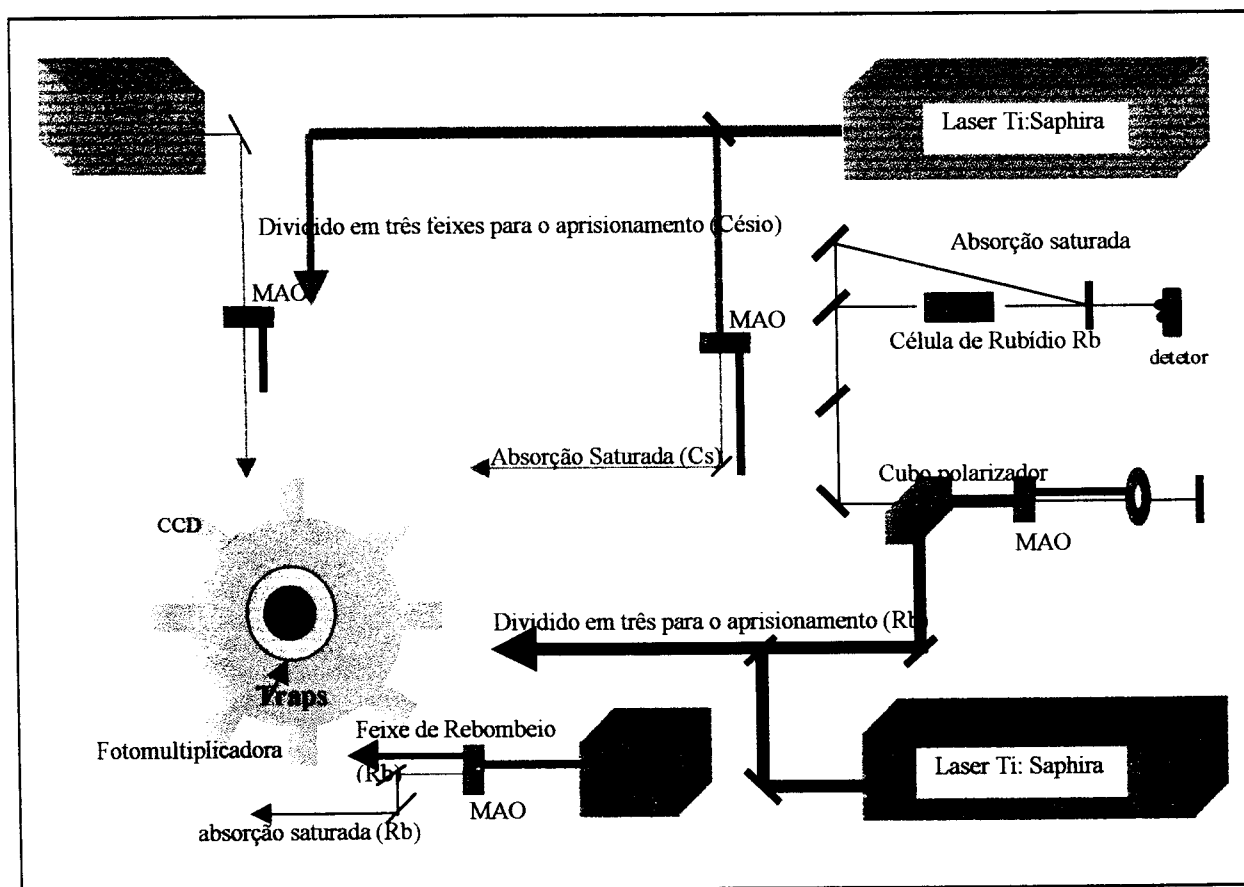 Laser Ti:Saphira
Dividido em três feixes para o aprisionamento (Césio)
Absorção saturada
MAO
MAO
Célula de Rubídio Rb
detetor
Absorção Saturada (Cs)
Cubo polarizador
CCD
MAO
Dividido em três para o aprisionamento (Rb)
Traps
Feixe de Rebombeio
(Rb)
Fotomultiplicadora
Laser Ti: Saphira
MAO
absorção saturada (Rb)